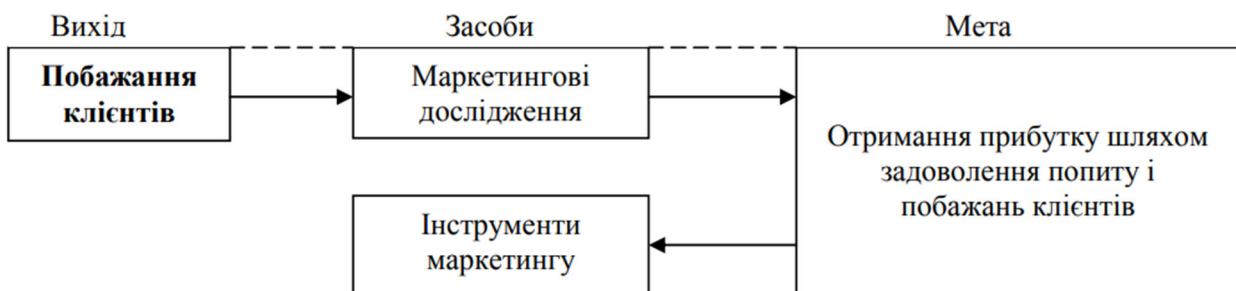 Вихід
Засоби
Мета
Побажання
клієнтів
Маркетингові
дослідження
Отримання прибутку шляхом
задоволення попиту і
побажань клієнтів
Інструменти
маркетингу